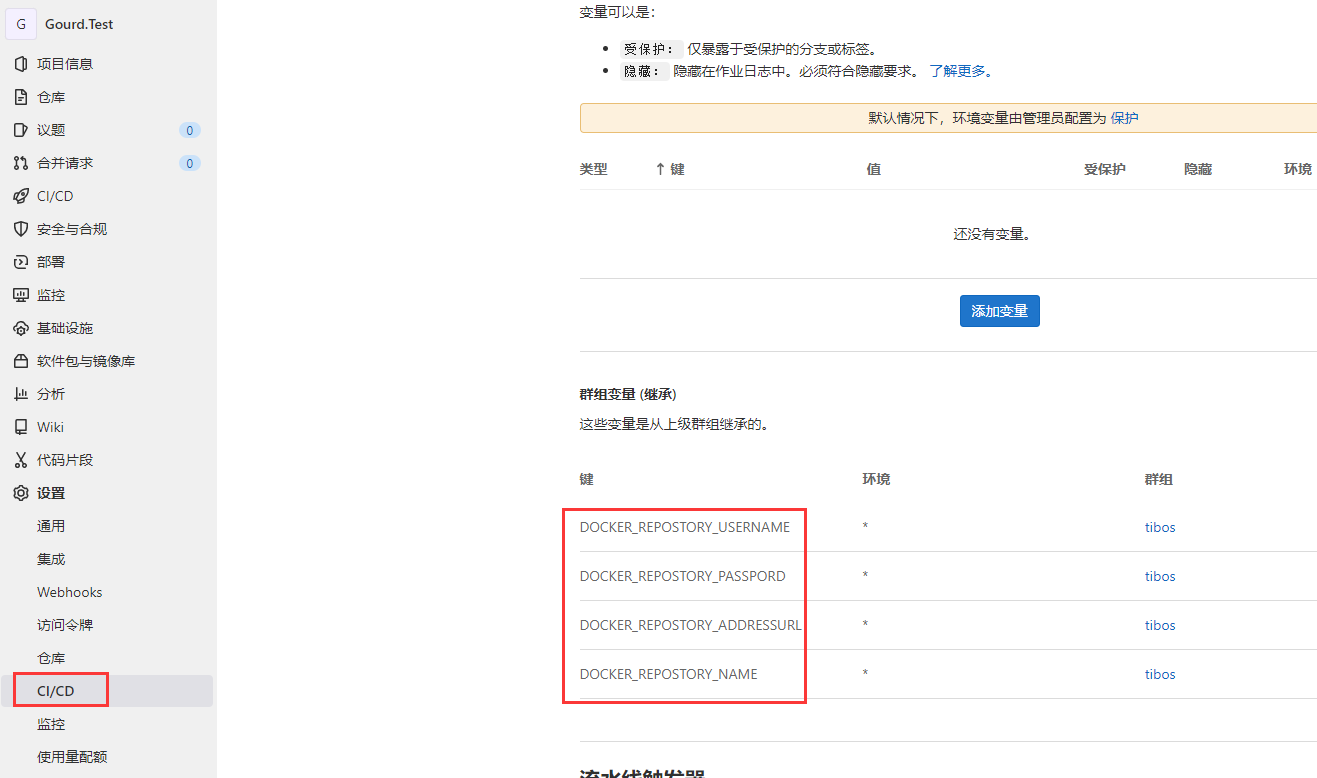 G Gourd.Test
项目信息
仓库
议题 0
合并请求 0
CI/CD
安全与合规
部署
监控
基础设施
软件包与镜像库
分析
Wiki
代码片段
设置
通用
集成
Webhooks
访问令牌
仓库
CI/CD
监控
使用量配额
变量可以是：
受保护： 仅暴露于受保护的分支或标签。
隐藏： 隐藏在作业日志中。必须符合隐藏要求。 了解更多。
默认情况下，环境变量由管理员配置为 保护
类型 ↑ 键 值 受保护 隐藏 环境
还没有变量。
添加变量
群组变量 (继承)
这些变量是从上级群组继承的。
键 环境 群组
DOCKER_REPOSTORY_USERNAME * tibos
DOCKER_REPOSTORY_PASSPORD * tibos
DOCKER_REPOSTORY_ADDRESSURL * tibos
DOCKER_REPOSTORY_NAME * tibos
流水线触发器